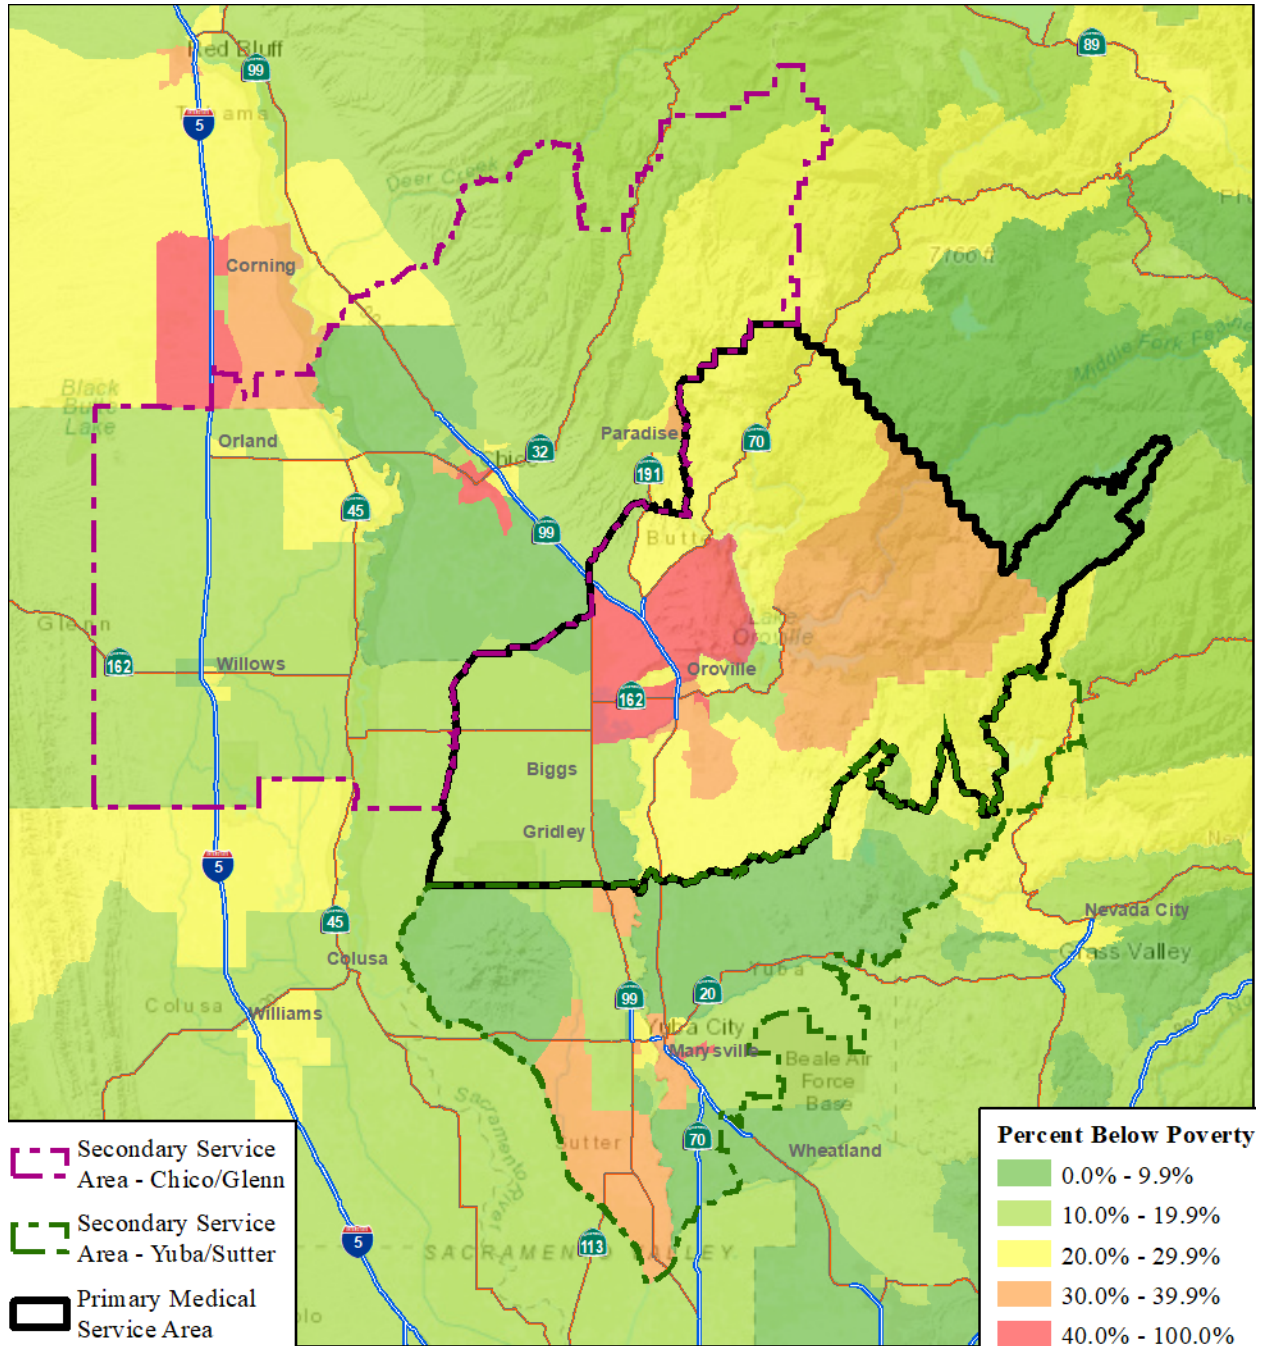 89
Red Bluff
99
Tehama
5
Deer Creek
7100 ft
Corning
Middle Fork Feather
Black
Butte
Lake
Orland
Paradise
70
Chico
32
191
45
99
Butte
Glenn
Lake
Oroville
162
Willows
Oroville
162
Biggs
Gridley
5
45
Nevada City
Grass Valley
Colusa
Yuba
99
20
Colusa
Williams
Yuba City
Marysville
Beale Air
Force
Base
Sacramento River
Sutter
70
Wheatland
113
5
SACRAMENTO VALLEY
Secondary Service
Area - Chico/Glenn
Secondary Service
Area - Yuba/Sutter
Primary Medical
Service Area
Percent Below Poverty
0.0% - 9.9%
10.0% - 19.9%
20.0% - 29.9%
30.0% - 39.9%
40.0% - 100.0%